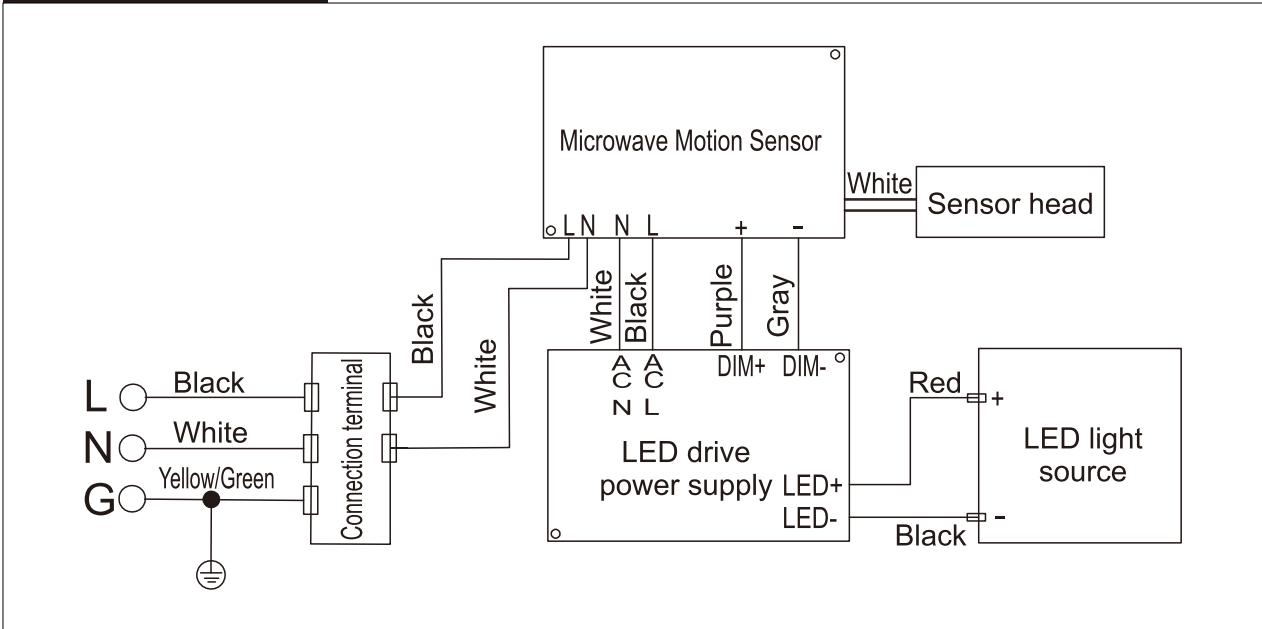 Microwave Motion Sensor
L N N L + -
White
Sensor head
Black
White
White
Black
Purple
Gray
L
Black
N
White
G
Yellow/Green
Connection terminal
AC N
AC L
DIM+ DIM-
LED drive
power supply
LED+
LED-
Red
Black
+
-
LED light
source